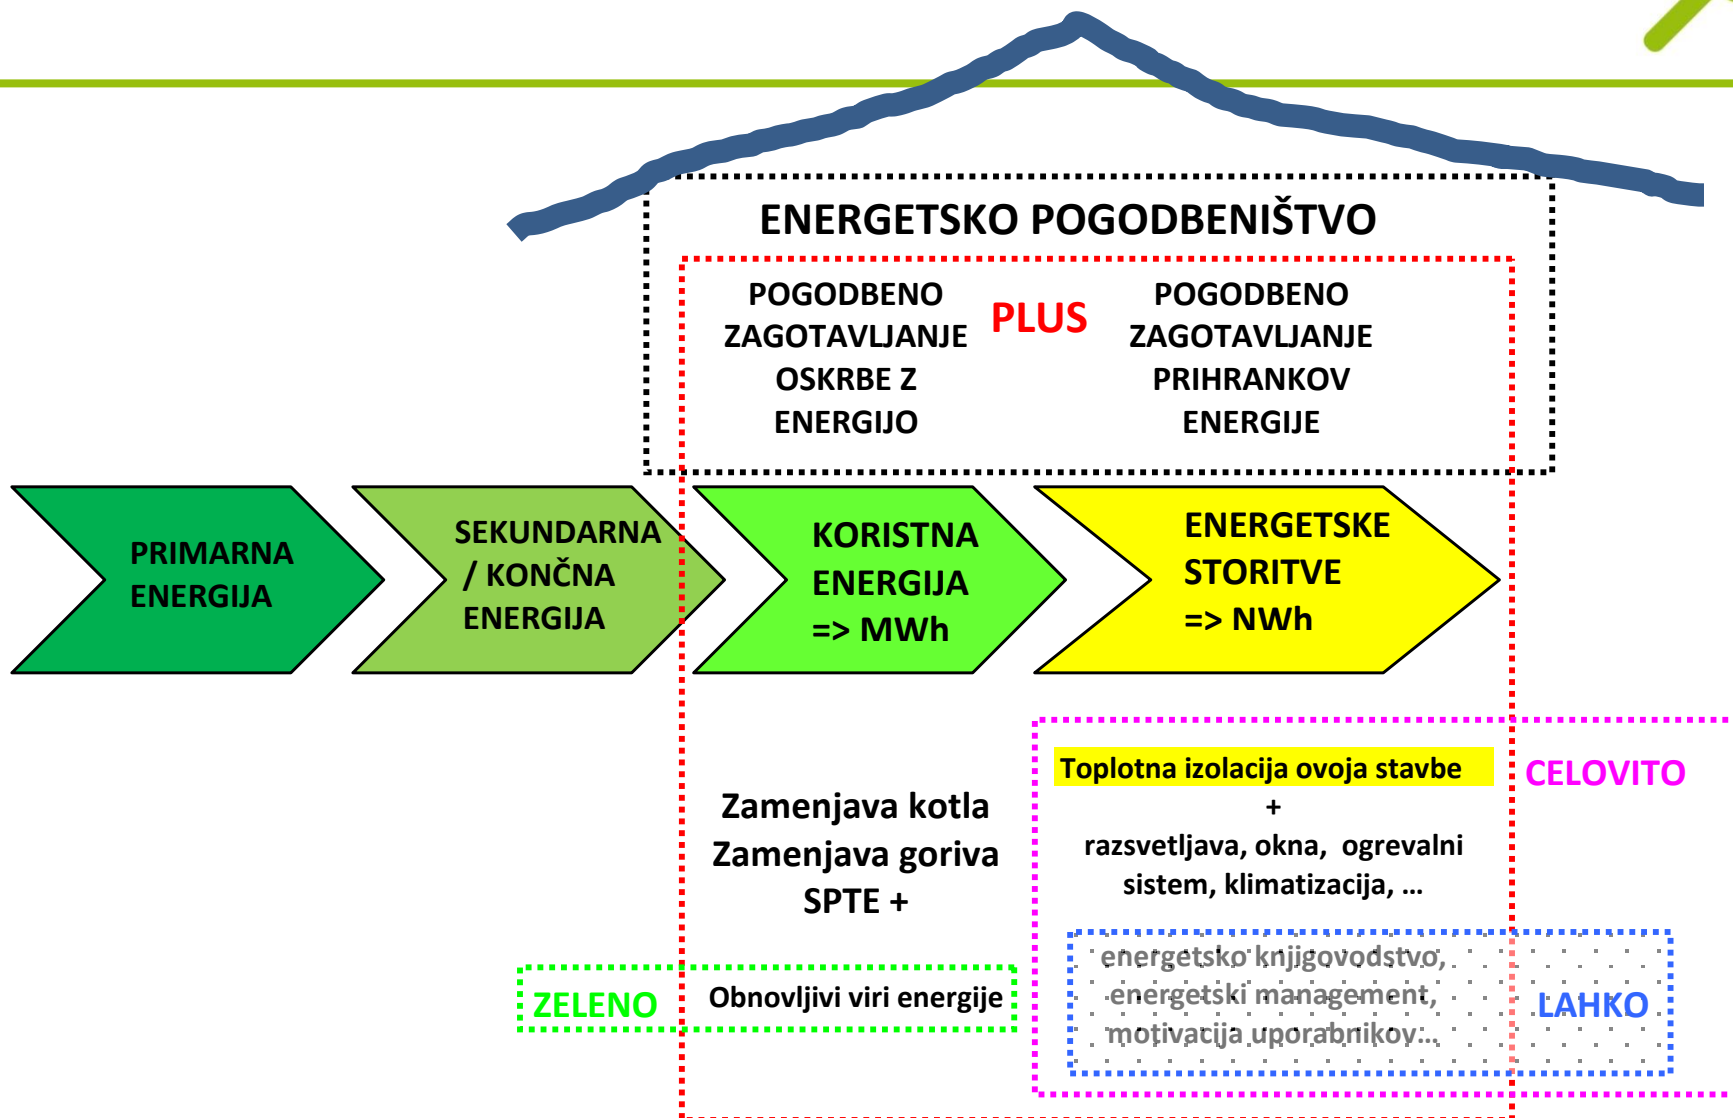 ENERGETSKO POGODBENIŠTVO
POGODBENO
ZAGOTAVLJANJE
OSKRBE Z
ENERGIJO
PLUS
POGODBENO
ZAGOTAVLJANJE
PRIHRANKOV
ENERGIJE
PRIMARNA
ENERGIJA
SEKUNDARNA
/ KONČNA
ENERGIJA
KORISTNA
ENERGIJA
=> MWh
ENERGETSKE
STORITVE
=> NWh
Zamenjava kotla
Zamenjava goriva
SPTE +
ZELENO
Obnovljivi viri energije
Toplotna izolacija ovoja stavbe
+
razsvetljava, okna, ogrevalni
sistem, klimatizacija, ...
CELOVITO
energetsko knjigovodstvo,
energetski management,
motivacija uporabnikov...
LAHKO